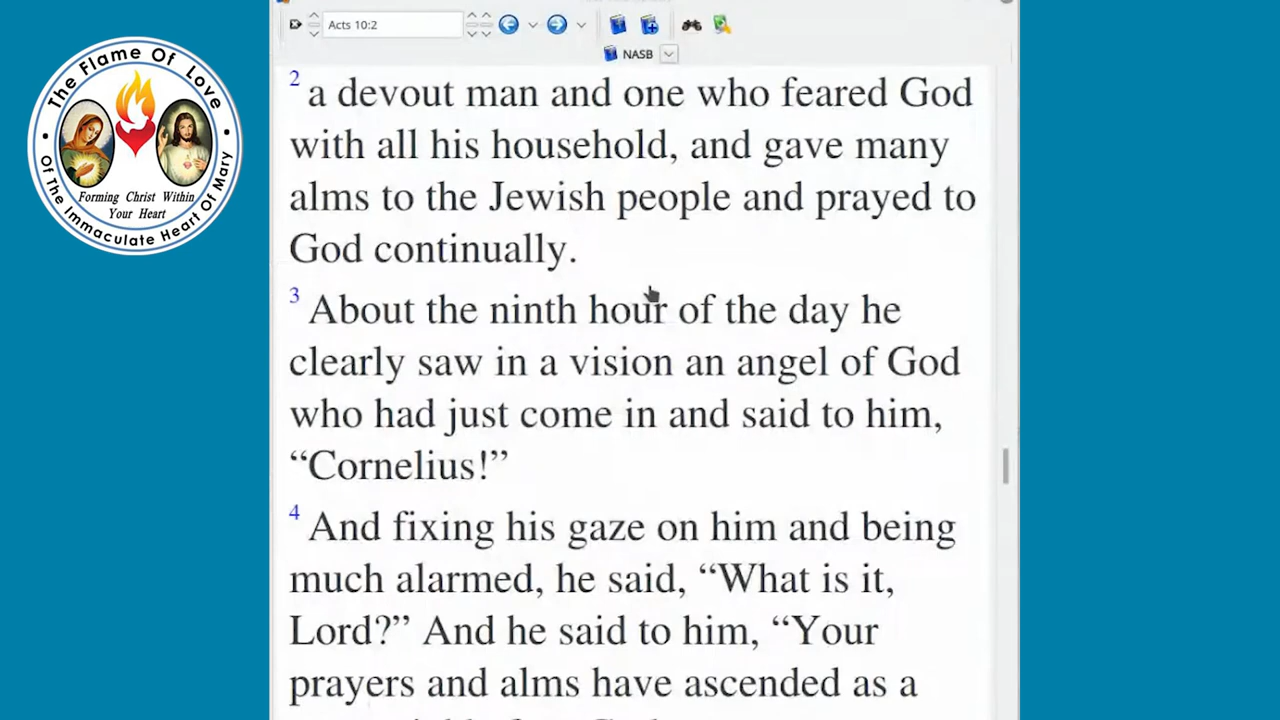 The Flame Of Love
Of The Immaculate Heart Of Mary
Forming Christ Within
Your Heart
Acts 10:2
NASB
2 a devout man and one who feared God
with all his household, and gave many
alms to the Jewish people and prayed to
God continually.
3 About the ninth hour of the day he
clearly saw in a vision an angel of God
who had just come in and said to him,
“Cornelius!”
4 And fixing his gaze on him and being
much alarmed, he said, “What is it,
Lord?” And he said to him, “Your
prayers and alms have ascended as a